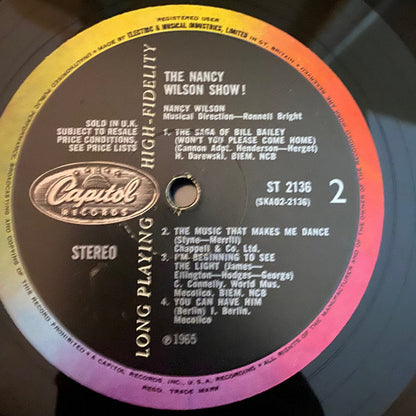 REGISTERED USER
ELECTRIC & MUSICAL INDUSTRIES, LIMITED IN GT. BRITAIN
LONG PLAYING HIGH-FIDELITY
THE NANCY
WILSON SHOW!
NANCY WILSON
Musical Direction—Ronnell Bright
SOLD IN U.K.
SUBJECT TO RESALE
PRICE CONDITIONS,
SEE PRICE LISTS
1. THE SAGA OF BILL BAILEY
(WON'T YOU PLEASE COME HOME)
(Cannon Adpt. Henderson—Herget)
H. Darewski, BIEM, NCB
Capitol
RECORDS
STEREO
ST 2136
(SKAO2-2136)
2
2. THE MUSIC THAT MAKES ME DANCE
(Styne—Merrill)
Chappell & Co. Ltd.
3. I'M BEGINNING TO SEE
THE LIGHT (James—
Ellington—Hodges—George)
C. Connelly, World Mus.
Mecolico, BIEM, NCB
4. YOU CAN HAVE HIM
(Berlin) I. Berlin.
Mecolico
℗1965
A CAPITOL RECORDS, INC., U.S.A. RECORDING
REGD. TRADE MARK